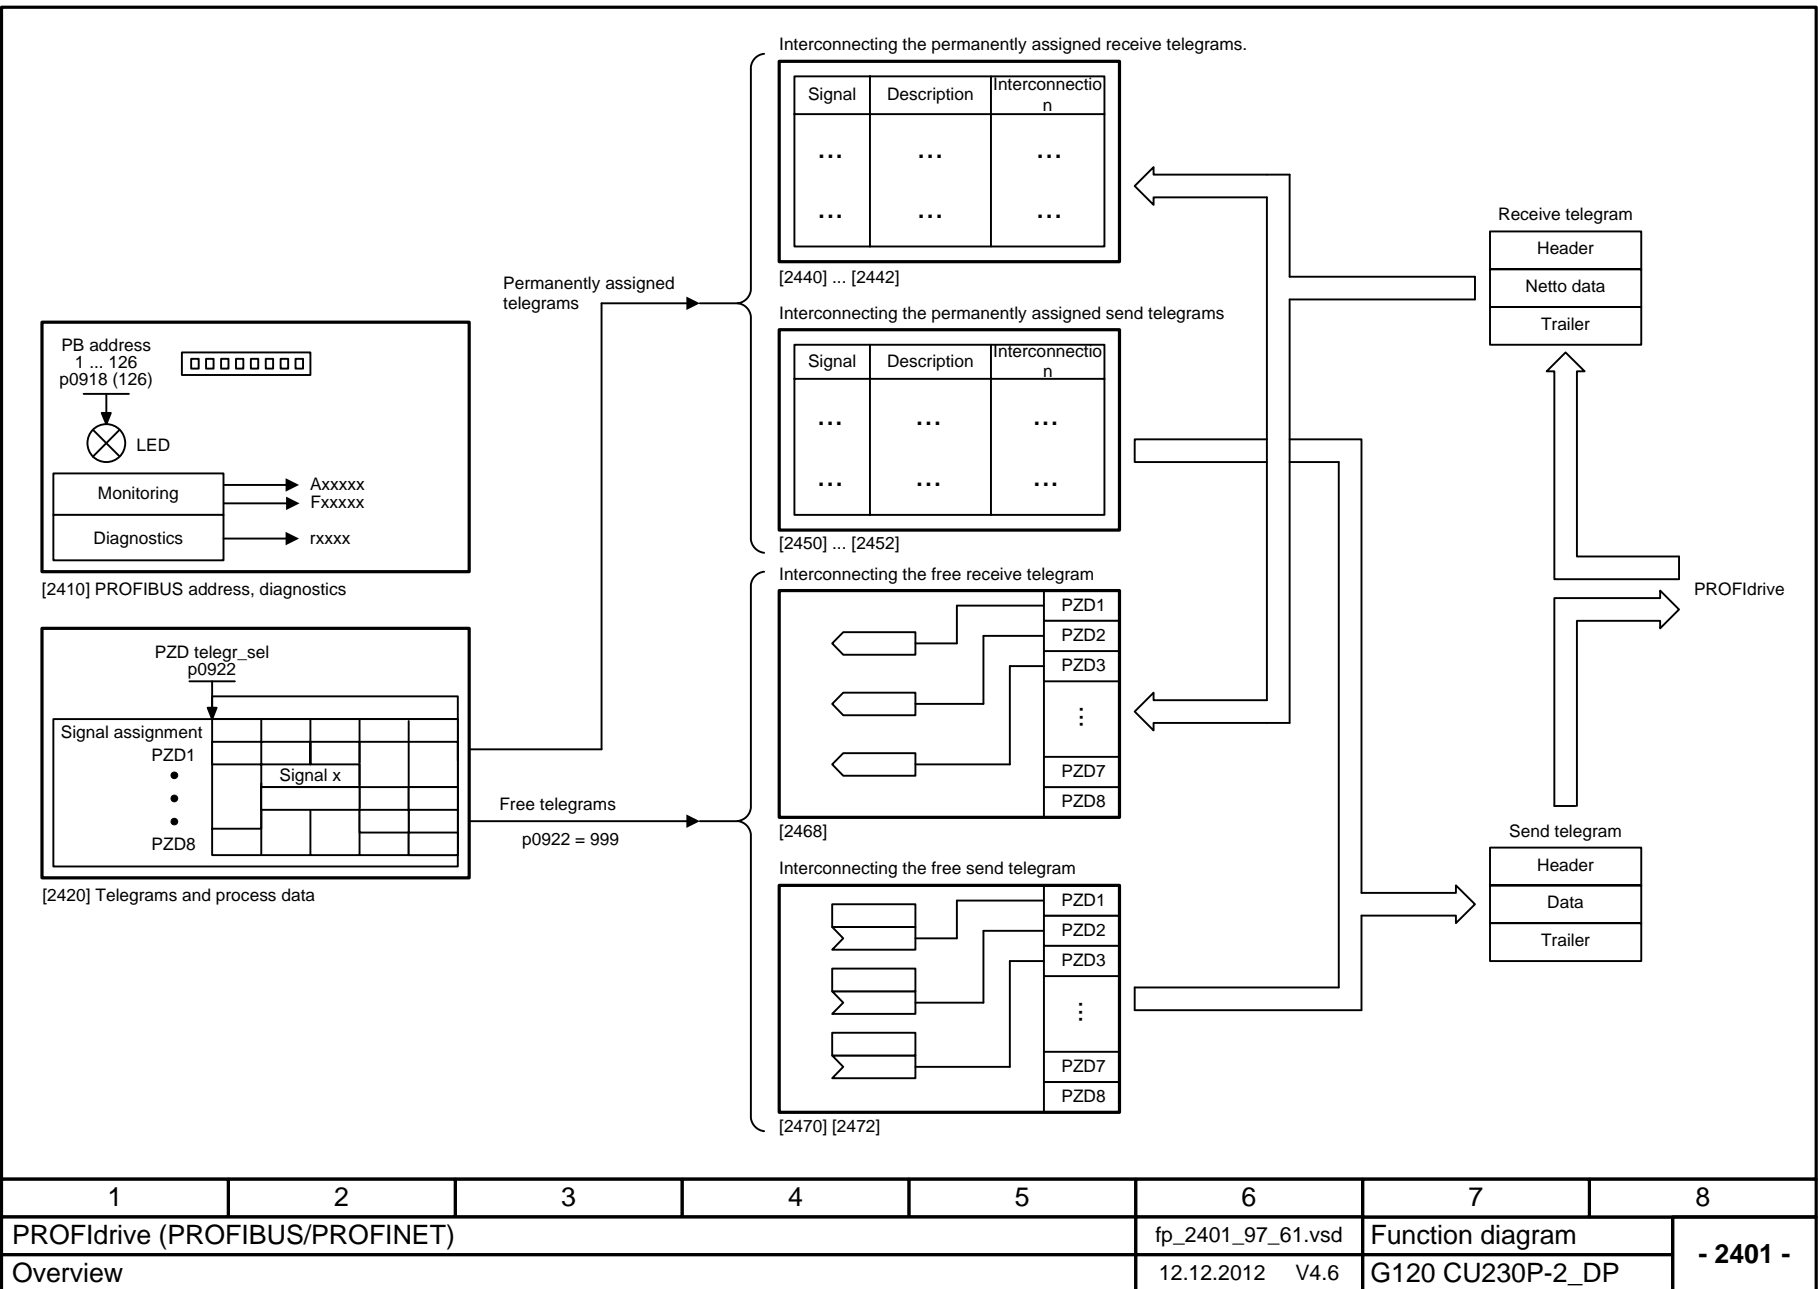 Interconnecting the permanently assigned receive telegrams.
Signal Description Interconnectio
n
... ... ...
... ... ...
[2440] ... [2442]
Permanently assigned
telegrams
Interconnecting the permanently assigned send telegrams
Signal Description Interconnectio
n
... ... ...
... ... ...
[2450] ... [2452]
PB address
1 ... 126
p0918 (126)
LED
Monitoring
Axxxxx
Fxxxxx
Diagnostics
rxxxx
[2410] PROFIBUS address, diagnostics
PZD telegr_sel
p0922
Signal assignment
PZD1
Signal x
PZD8
[2420] Telegrams and process data
Free telegrams
p0922 = 999
Interconnecting the free receive telegram
PZD1
PZD2
PZD3
...
PZD7
PZD8
[2468]
Interconnecting the free send telegram
PZD1
PZD2
PZD3
...
PZD7
PZD8
[2470] [2472]
Receive telegram
Header
Netto data
Trailer
PROFIdrive
Send telegram
Header
Data
Trailer
1 2 3 4 5 6 7 8
PROFIdrive (PROFIBUS/PROFINET) fp_2401_97_61.vsd Function diagram
- 2401 -
Overview 12.12.2012 V4.6 G120 CU230P-2_DP